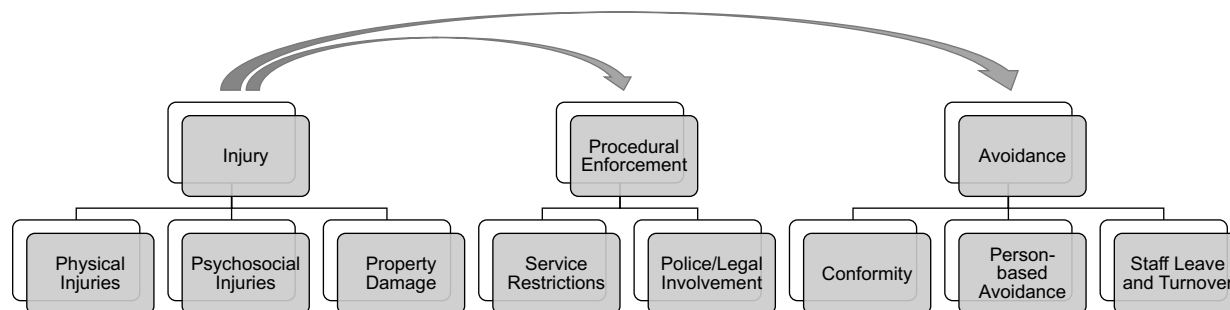 Injury
Procedural
Enforcement
Avoidance
Physical
Injuries
Psychosocial
Injuries
Property
Damage
Service
Restrictions
Police/Legal
Involvement
Conformity
Person-
based
Avoidance
Staff Leave
and Turnover